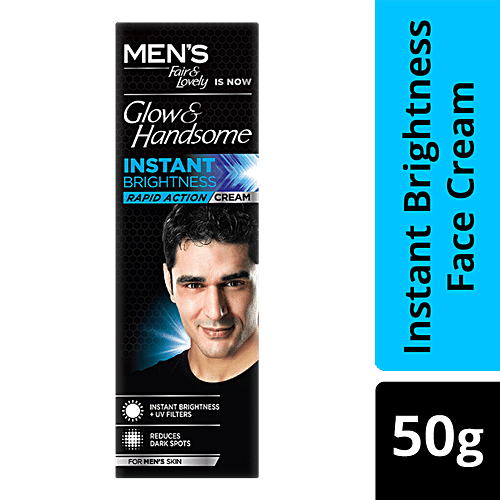 MEN'S
Fair &
Lovely IS NOW
Glow &
Handsome
INSTANT
BRIGHTNESS
RAPID ACTION CREAM
INSTANT BRIGHTNESS
+ UV FILTERS
REDUCES
DARK SPOTS
FOR MEN'S SKIN
Instant Brightness
Face Cream
50g